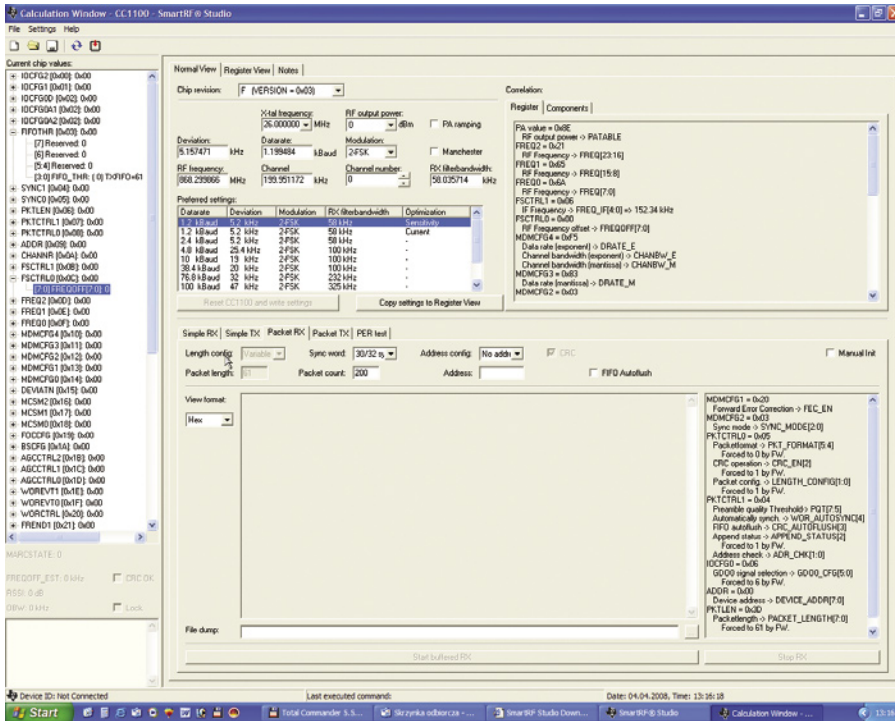 Calculation Window - CC1100 - SmartRF® Studio
File Settings Help
Current chip values:
IOCFG2 [0x00]: 0x00
IOCFG1 [0x01]: 0x00
IOCFG0D [0x02]: 0x00
IOCFG0A1 [0x02]: 0x00
IOCFG0A2 [0x02]: 0x00
FIFOTHR [0x03]: 0x00
[7] Reserved: 0
[6] Reserved: 0
[5:4] Reserved: 0
[3:0] FIFO_THR: ( 0) TXFIFO=61
SYNC1 [0x04]: 0x00
SYNC0 [0x05]: 0x00
PKTLEN [0x06]: 0x00
PKTCTRL1 [0x07]: 0x00
PKTCTRL0 [0x08]: 0x00
ADDR [0x09]: 0x00
CHANNR [0x0A]: 0x00
FSCTRL1 [0x0B]: 0x00
FSCTRL0 [0x0C]: 0x00
[7:0] FREQOFF[7:0]: 0
FREQ2 [0x0D]: 0x00
FREQ1 [0x0E]: 0x00
FREQ0 [0x0F]: 0x00
MDMCFG4 [0x10]: 0x00
MDMCFG3 [0x11]: 0x00
MDMCFG2 [0x12]: 0x00
MDMCFG1 [0x13]: 0x00
MDMCFG0 [0x14]: 0x00
DEVIATN [0x15]: 0x00
MCSM2 [0x16]: 0x00
MCSM1 [0x17]: 0x00
MCSM0 [0x18]: 0x00
FOCCFG [0x19]: 0x00
BSCFG [0x1A]: 0x00
AGCCTRL2 [0x1B]: 0x00
AGCCTRL1 [0x1C]: 0x00
AGCCTRL0 [0x1D]: 0x00
WOREVT1 [0x1E]: 0x00
WOREVT0 [0x1F]: 0x00
WORCTRL [0x20]: 0x00
FREND1 [0x21]: 0x00
MARCSTATE: 0
FREQOFF_EST: 0 kHz CRC OK
RSSI: 0 dB
OBW: 0 kHz Lock
Normal View Register View Notes
Chip revision: F (VERSION = 0x03)
X-tal frequency: RF output power:
26.000000 MHz 0 dBm PA ramping
Deviation: Datarate: Modulation:
5.157471 kHz 1.199484 kBaud 2-FSK Manchester
RF frequency: Channel Channel number: RX filterbandwidth:
868.299866 MHz 199.951172 kHz 0 58.035714 kHz
Preferred settings:
Datarate Deviation Modulation RX filterbandwidth Optimization
1.2 kBaud 5.2 kHz 2-FSK 58 kHz Sensitivity
1.2 kBaud 5.2 kHz 2-FSK 58 kHz Current
2.4 kBaud 5.2 kHz 2-FSK 58 kHz -
4.8 kBaud 25.4 kHz 2-FSK 100 kHz -
10 kBaud 19 kHz 2-FSK 100 kHz -
38.4 kBaud 20 kHz 2-FSK 100 kHz -
76.8 kBaud 32 kHz 2-FSK 232 kHz -
100 kBaud 47 kHz 2-FSK 325 kHz -
Reset CC1100 and write settings Copy settings to Register View
Correlation:
Register Components
PA value = 0x8E
RF output power -> PATABLE
FREQ2 = 0x21
RF Frequency -> FREQ[23:16]
FREQ1 = 0x65
RF Frequency -> FREQ[15:8]
FREQ0 = 0x6A
RF Frequency -> FREQ[7:0]
FSCTRL1 = 0x06
IF Frequency -> FREQ_IF[4:0] => 152.34 kHz
FSCTRL0 = 0x00
RF Frequency offset -> FREQOFF[7:0]
MDMCFG4 = 0xF5
Data rate (exponent) -> DRATE_E
Channel bandwidth (exponent) -> CHANBW_E
Channel bandwidth (mantissa) -> CHANBW_M
MDMCFG3 = 0x83
Data rate (mantissa) -> DRATE_M
MDMCFG2 = 0x03
Simple RX Simple TX Packet RX Packet TX PER test
Length config: Variable Sync word: 30/32 Address config: No CRC Manual Init
Packet length: 61 Packet count: 200 Address: FIFO Autoflush
View format:
Hex
File dump:
Start buffered RX Stop RX
MDMCFG1 = 0x20
Forward Error Correction -> FEC_EN
MDMCFG2 = 0x03
Sync mode -> SYNC_MODE[2:0]
PKTCTRL0 = 0x05
Packetformat -> PKT_FORMAT[5:4]
Forced to 0 by FW.
CRC operation -> CRC_EN[2]
Forced to 1 by FW.
Packet config. -> LENGTH_CONFIG[1:0]
Forced to 1 by FW.
PKTCTRL1 = 0x04
Preamble quality Threshold> PQT[7:5]
Automatically synch. -> WOR_AUTOSYNC[4]
FIFO autoflush -> CRC_AUTOFLUSH[3]
Append status -> APPEND_STATUS[2]
Forced to 1 by FW.
Address check -> ADR_CHK[1:0]
IOCFG0 = 0x06
GDO0 signal selection -> GDO0_CFG[5:0]
Forced to 6 by FW.
ADDR = 0x00
Device address -> DEVICE_ADDR[7:0]
PKTLEN = 0x3D
Packetlength -> PACKET_LENGTH[7:0]
Forced to 61 by FW.
Device ID: Not Connected Last executed command: Date: 04.04.2008, Time: 13:16:18
Start Total Commander 5.5... Skrzynka odbiorcza - ... SmartRF Studio Down... SmartRF® Studio Calculation Window - ...